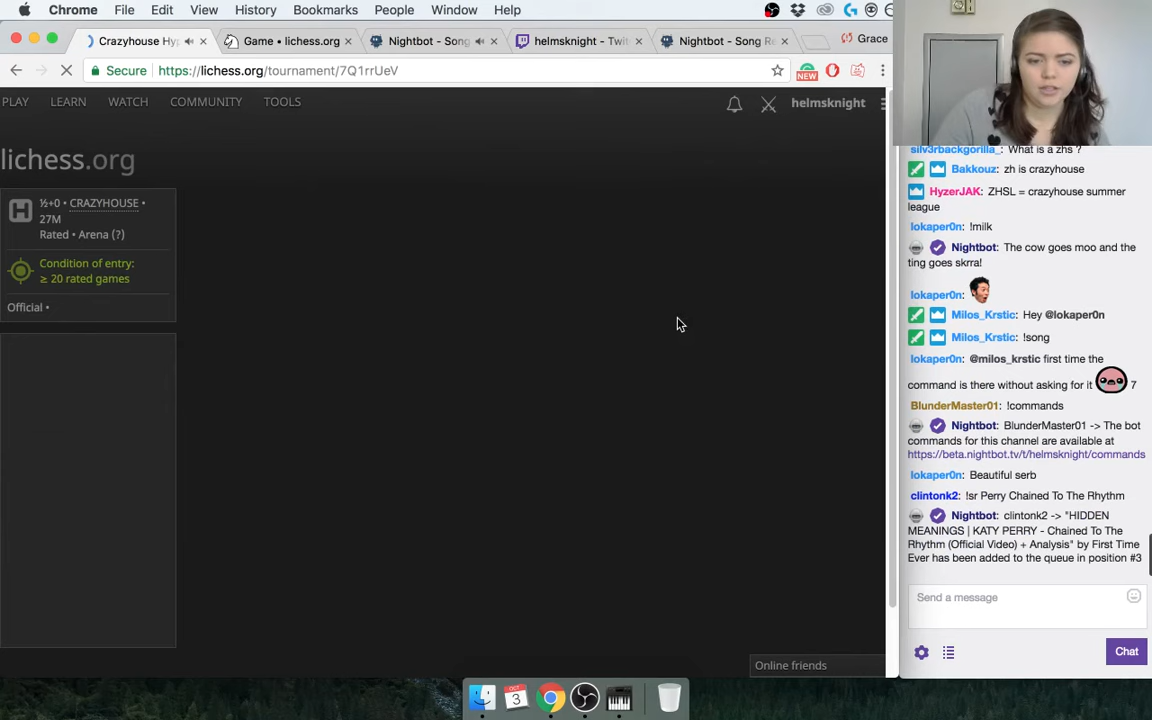 Chrome File Edit View History Bookmarks People Window Help
Crazyhouse Hyp
Game • lichess.org
Nightbot - Song
helmsknight - Twit
Nightbot - Song Re
Grace
Secure https://lichess.org/tournament/7Q1rrUeV
NEW
PLAY LEARN WATCH COMMUNITY TOOLS
helmsknight
lichess.org
½+0 • CRAZYHOUSE •
27M
Rated • Arena (?)
Condition of entry:
≥ 20 rated games
Official •
Online friends
silv3rbackgorilla_: What is a zhs ?
Bakkouz: zh is crazyhouse
HyzerJAK: ZHSL = crazyhouse summer
league
lokaper0n: !milk
Nightbot: The cow goes moo and the
ting goes skrra!
lokaper0n:
Milos_Krstic: Hey @lokaper0n
Milos_Krstic: !song
lokaper0n: @milos_krstic first time the
command is there without asking for it 7
BlunderMaster01: !commands
Nightbot: BlunderMaster01 -> The bot
commands for this channel are available at
https://beta.nightbot.tv/t/helmsknight/commands
lokaper0n: Beautiful serb
clintonk2: !sr Perry Chained To The Rhythm
Nightbot: clintonk2 -> "HIDDEN
MEANINGS | KATY PERRY - Chained To The
Rhythm (Official Video) + Analysis" by First Time
Ever has been added to the queue in position #3
Send a message
Chat
OCT
3